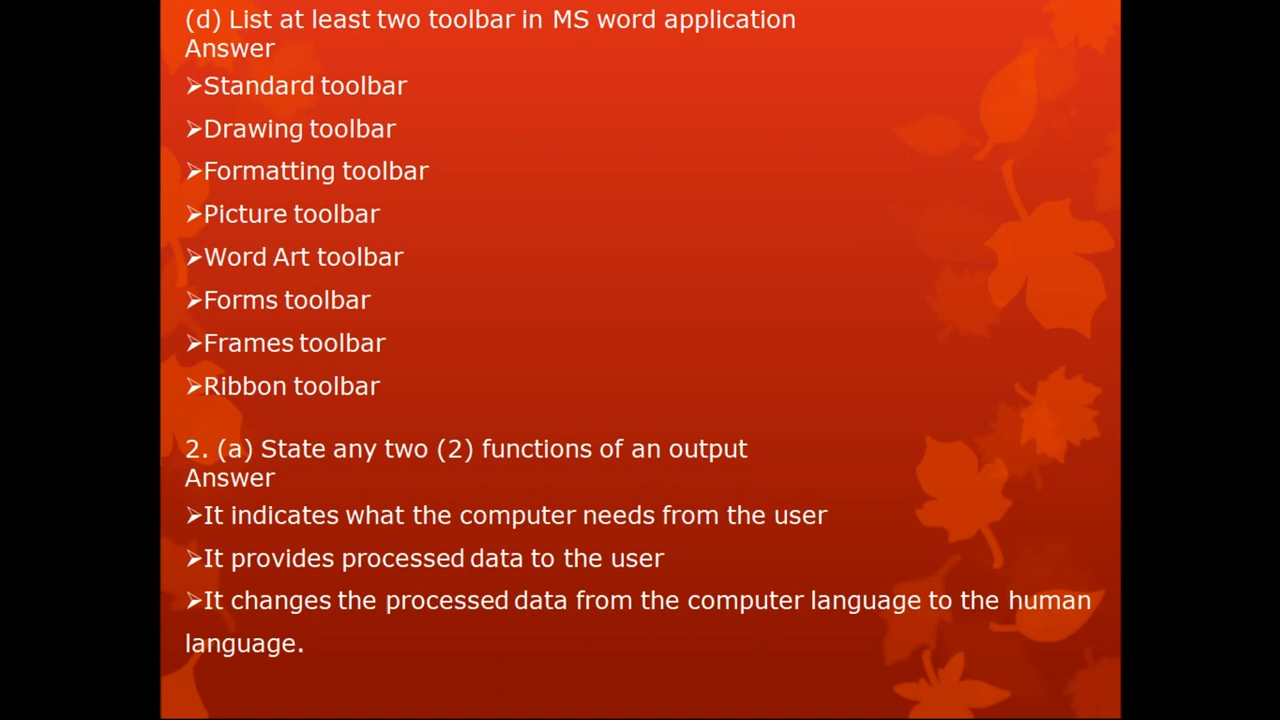 (d) List at least two toolbar in MS word application
Answer
➢Standard toolbar
➢Drawing toolbar
➢Formatting toolbar
➢Picture toolbar
➢Word Art toolbar
➢Forms toolbar
➢Frames toolbar
➢Ribbon toolbar
2. (a) State any two (2) functions of an output
Answer
➢It indicates what the computer needs from the user
➢It provides processed data to the user
➢It changes the processed data from the computer language to the human
language.